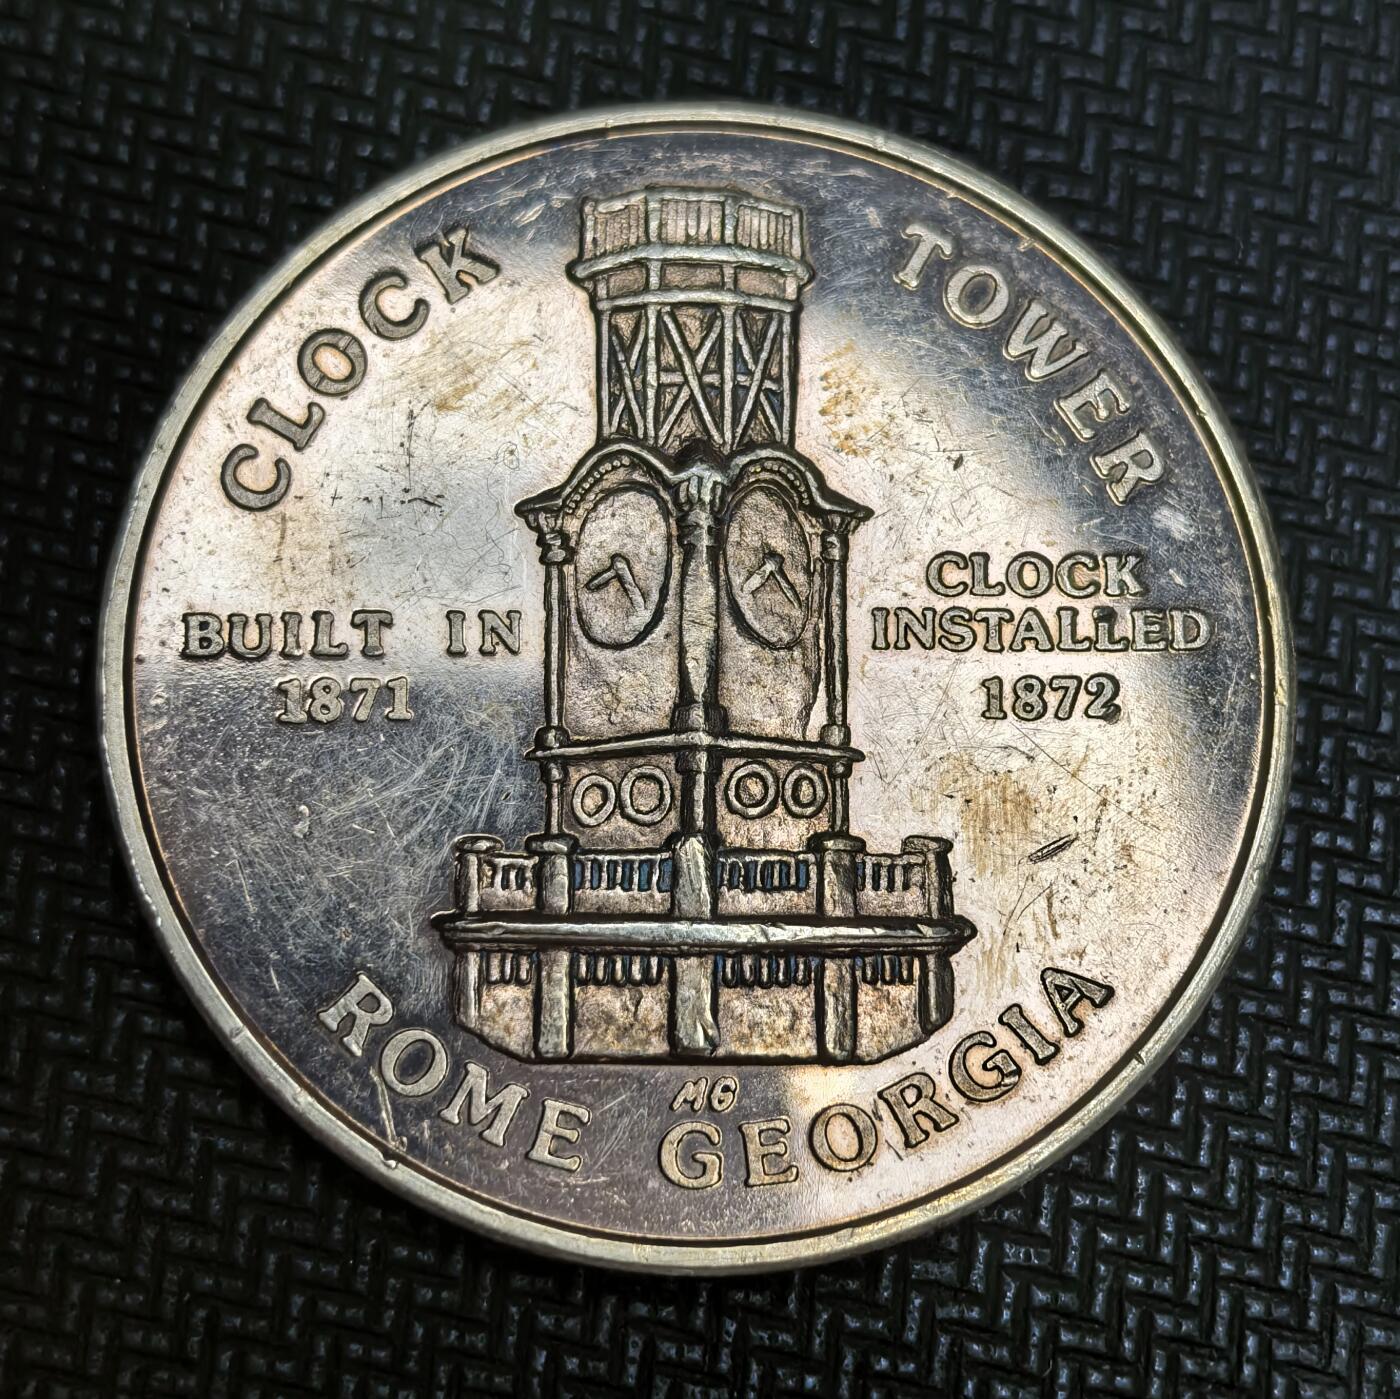 CLOCK TOWER
BUILT IN
1871
CLOCK
INSTALLED
1872
MG
ROME GEORGIA